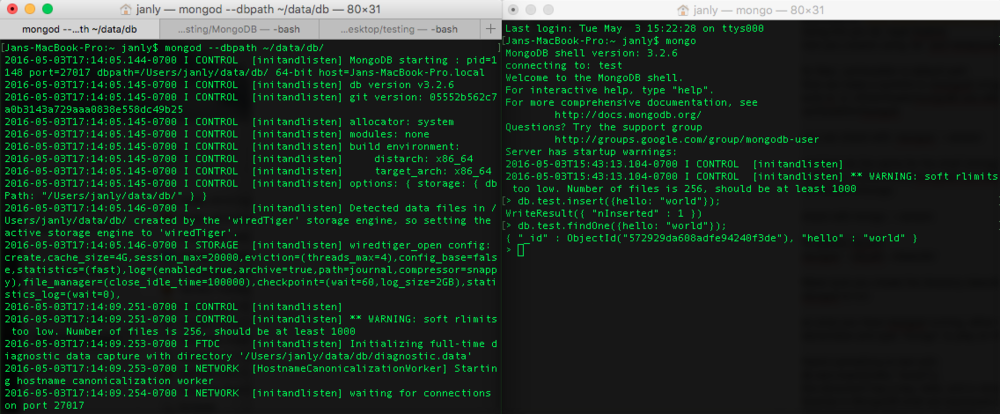 janly — mongod --dbpath ~/data/db — 80×31
mongod --...th ~/data/db
...sting/MongoDB — -bash
...esktop/testing — -bash
+
[Jans-MacBook-Pro:~ janly$ mongod --dbpath ~/data/db/
2016-05-03T17:14:05.144-0700 I CONTROL  [initandlisten] MongoDB starting : pid=1
148 port=27017 dbpath=/Users/janly/data/db/ 64-bit host=Jans-MacBook-Pro.local
2016-05-03T17:14:05.145-0700 I CONTROL  [initandlisten] db version v3.2.6
2016-05-03T17:14:05.145-0700 I CONTROL  [initandlisten] git version: 05552b562c7
a0b3143a729aaa0838e558dc49b25
2016-05-03T17:14:05.145-0700 I CONTROL  [initandlisten] allocator: system
2016-05-03T17:14:05.145-0700 I CONTROL  [initandlisten] modules: none
2016-05-03T17:14:05.145-0700 I CONTROL  [initandlisten] build environment:
2016-05-03T17:14:05.145-0700 I CONTROL  [initandlisten]     distarch: x86_64
2016-05-03T17:14:05.145-0700 I CONTROL  [initandlisten]     target_arch: x86_64
2016-05-03T17:14:05.145-0700 I CONTROL  [initandlisten] options: { storage: { db
Path: "/Users/janly/data/db/" } }
2016-05-03T17:14:05.146-0700 I -        [initandlisten] Detected data files in /
Users/janly/data/db/ created by the 'wiredTiger' storage engine, so setting the
active storage engine to 'wiredTiger'.
2016-05-03T17:14:05.146-0700 I STORAGE  [initandlisten] wiredtiger_open config:
create,cache_size=4G,session_max=20000,eviction=(threads_max=4),config_base=fals
e,statistics=(fast),log=(enabled=true,archive=true,path=journal,compressor=snapp
y),file_manager=(close_idle_time=100000),checkpoint=(wait=60,log_size=2GB),stati
stics_log=(wait=0),
2016-05-03T17:14:09.251-0700 I CONTROL  [initandlisten]
2016-05-03T17:14:09.251-0700 I CONTROL  [initandlisten] ** WARNING: soft rlimits
 too low. Number of files is 256, should be at least 1000
2016-05-03T17:14:09.253-0700 I FTDC     [initandlisten] Initializing full-time d
iagnostic data capture with directory '/Users/janly/data/db/diagnostic.data'
2016-05-03T17:14:09.253-0700 I NETWORK  [HostnameCanonicalizationWorker] Startin
g hostname canonicalization worker
2016-05-03T17:14:09.254-0700 I NETWORK  [initandlisten] waiting for connections
on port 27017
janly — mongo — 80×31
Last login: Tue May  3 15:22:28 on ttys000
[Jans-MacBook-Pro:~ janly$ mongo
MongoDB shell version: 3.2.6
connecting to: test
Welcome to the MongoDB shell.
For interactive help, type "help".
For more comprehensive documentation, see
http://docs.mongodb.org/
Questions? Try the support group
http://groups.google.com/group/mongodb-user
Server has startup warnings:
2016-05-03T15:43:13.104-0700 I CONTROL  [initandlisten]
2016-05-03T15:43:13.104-0700 I CONTROL  [initandlisten] ** WARNING: soft rlimits
 too low. Number of files is 256, should be at least 1000
[> db.test.insert({hello: "world"});
WriteResult({ "nInserted" : 1 })
[> db.test.findOne({hello: "world"});
{ "_id" : ObjectId("572929da608adfe94240f3de"), "hello" : "world" }
>